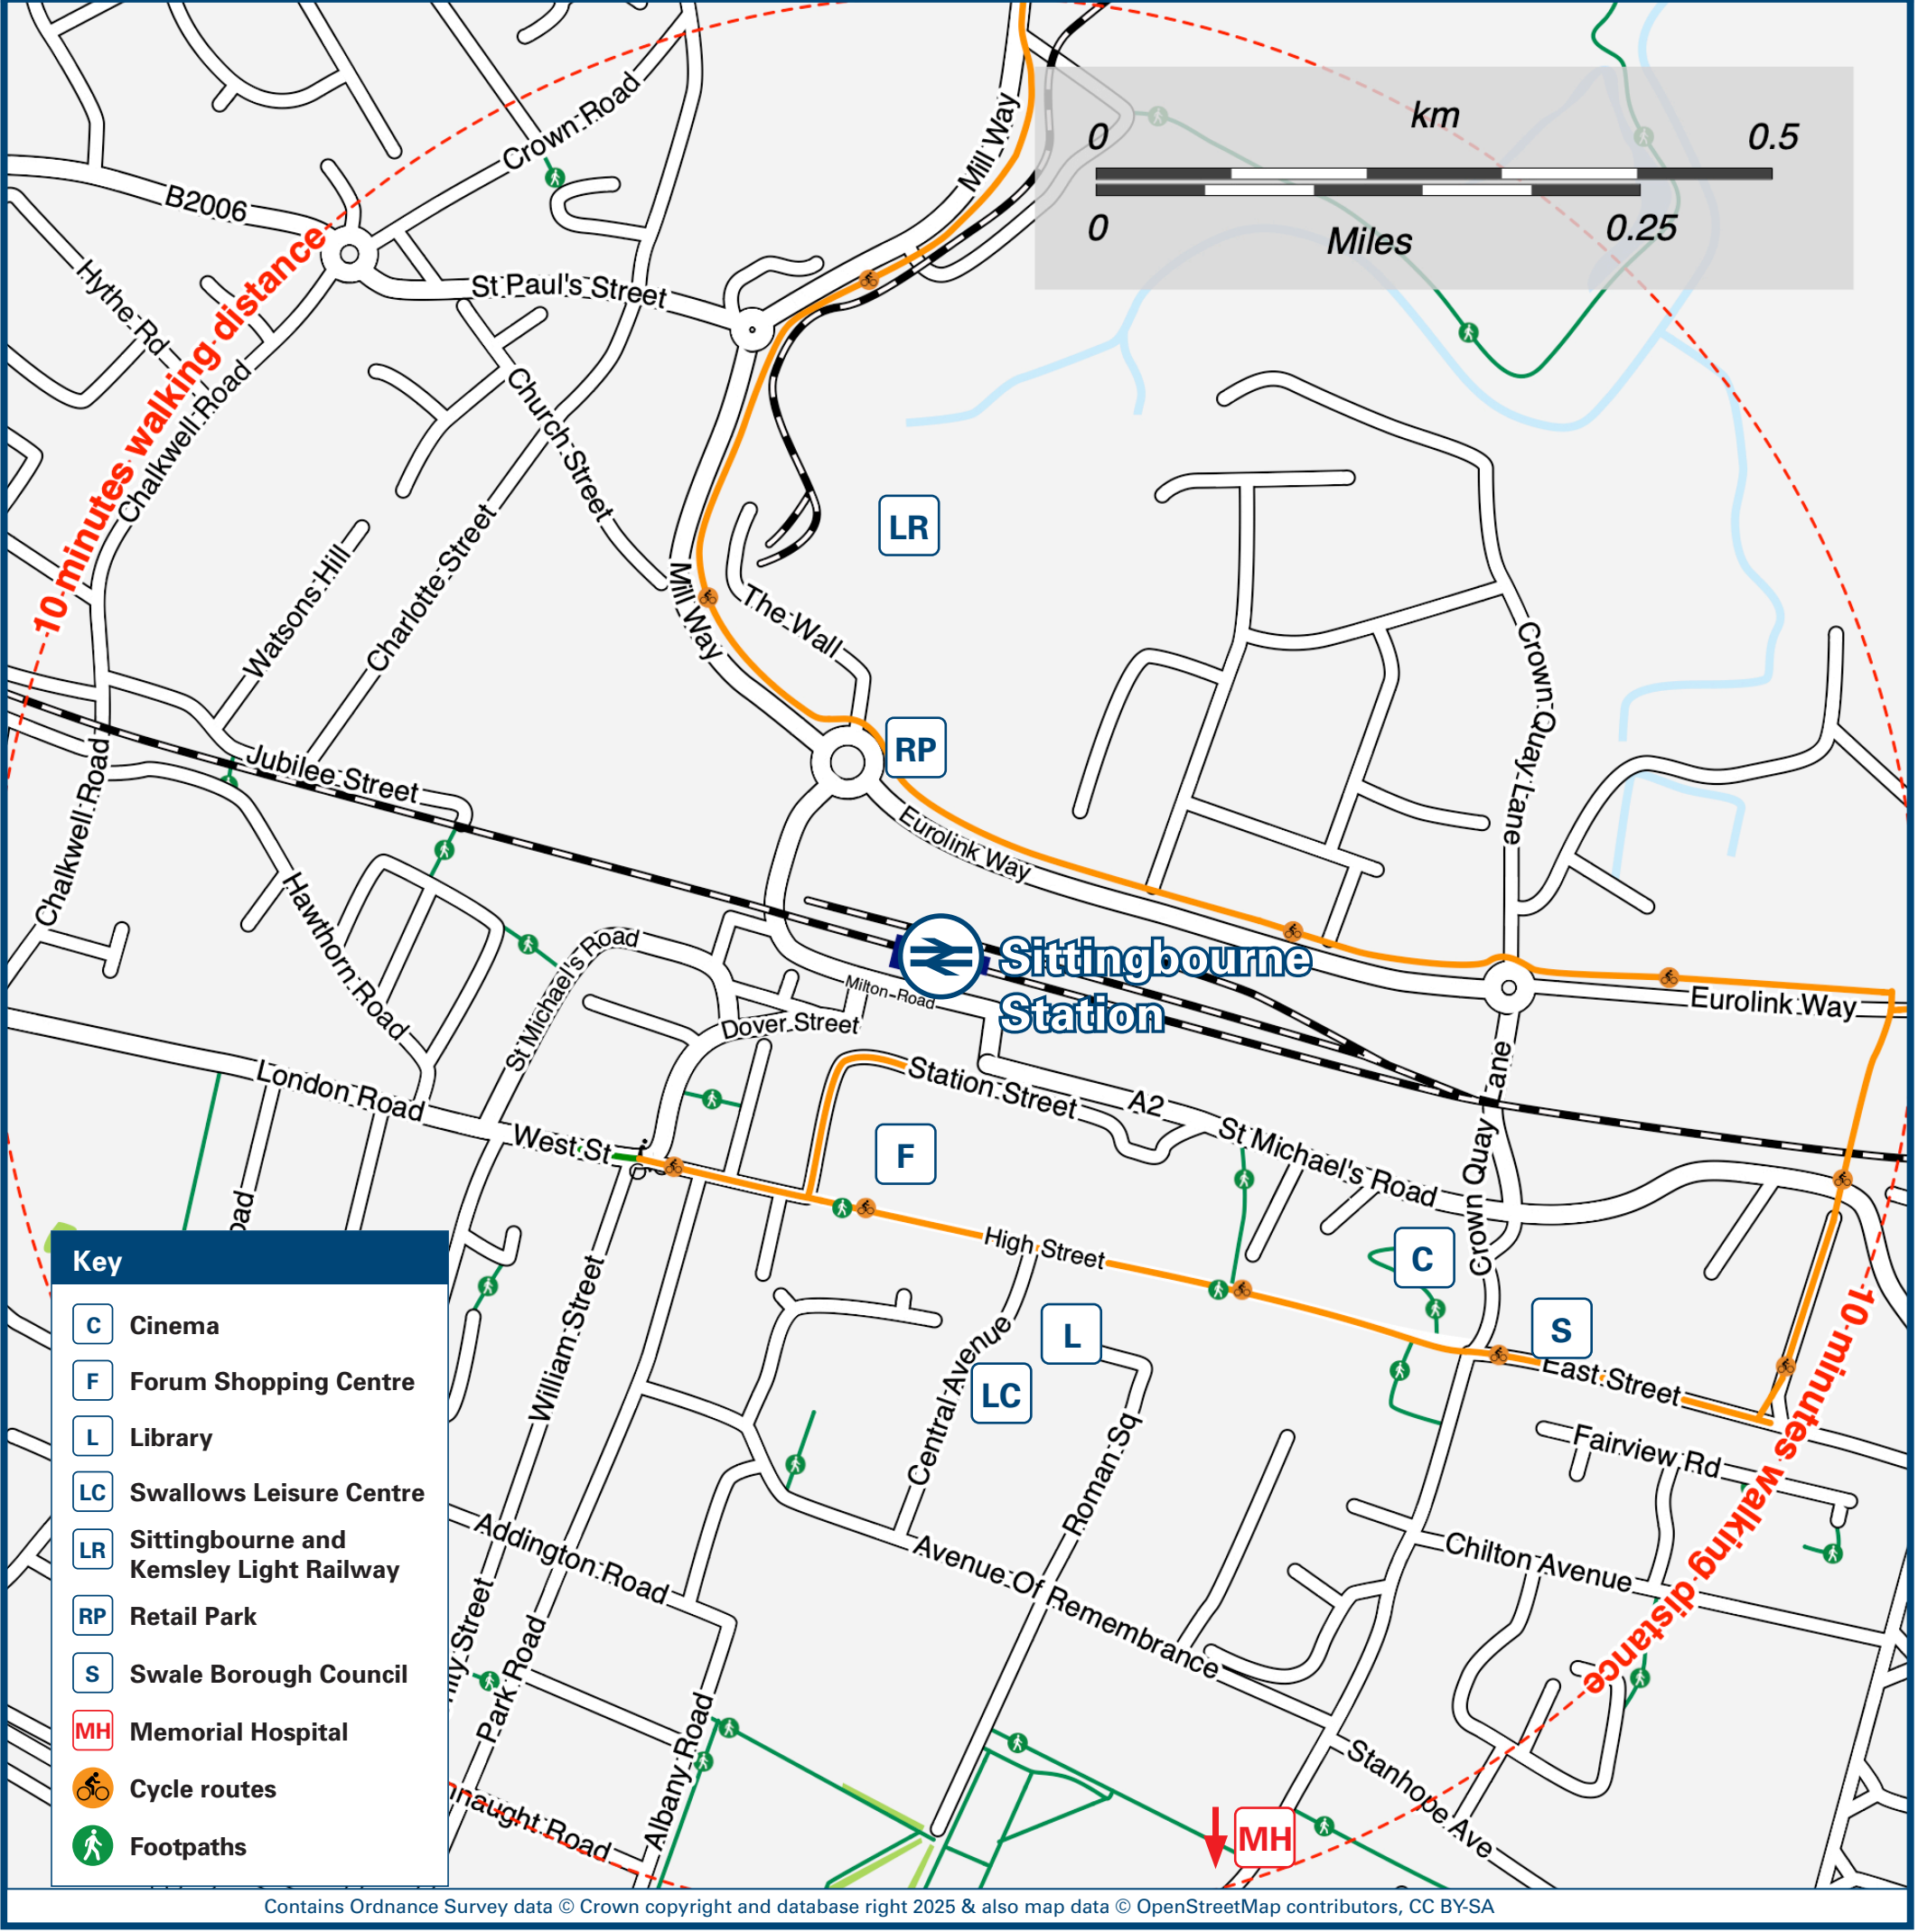 km
0
0.5
0
0.25
Miles
Crown Road
Mill Way
B2006
St Paul's Street
Hythe Rd
10 minutes walking distance
Chalkwell Road
Church Street
LR
Charlotte Street
Watsons Hill
Mill Way
The Wall
Crown Quay Lane
RP
Jubilee Street
Eurolink Way
Chalkwell Road
Hawthorn Road
St Michael's Road
Sittingbourne
Station
Milton Road
Dover Street
Eurolink Way
London Road
Station Street
A2
West St
F
St Michael's Road
Crown Quay Lane
High Street
C
L
S
LC
East Street
William Street
Central Avenue
Roman Sq
Fairview Rd
10 minutes walking distance
Addington Road
Avenue Of Remembrance
Chilton Avenue
Park Road
Albany Road
Stanhope Ave
MH
oad
nity Street
nnaught Road
Key
C Cinema
F Forum Shopping Centre
L Library
LC Swallows Leisure Centre
LR Sittingbourne and
Kemsley Light Railway
RP Retail Park
S Swale Borough Council
MH Memorial Hospital
Cycle routes
Footpaths
Contains Ordnance Survey data © Crown copyright and database right 2025 & also map data © OpenStreetMap contributors, CC BY-SA